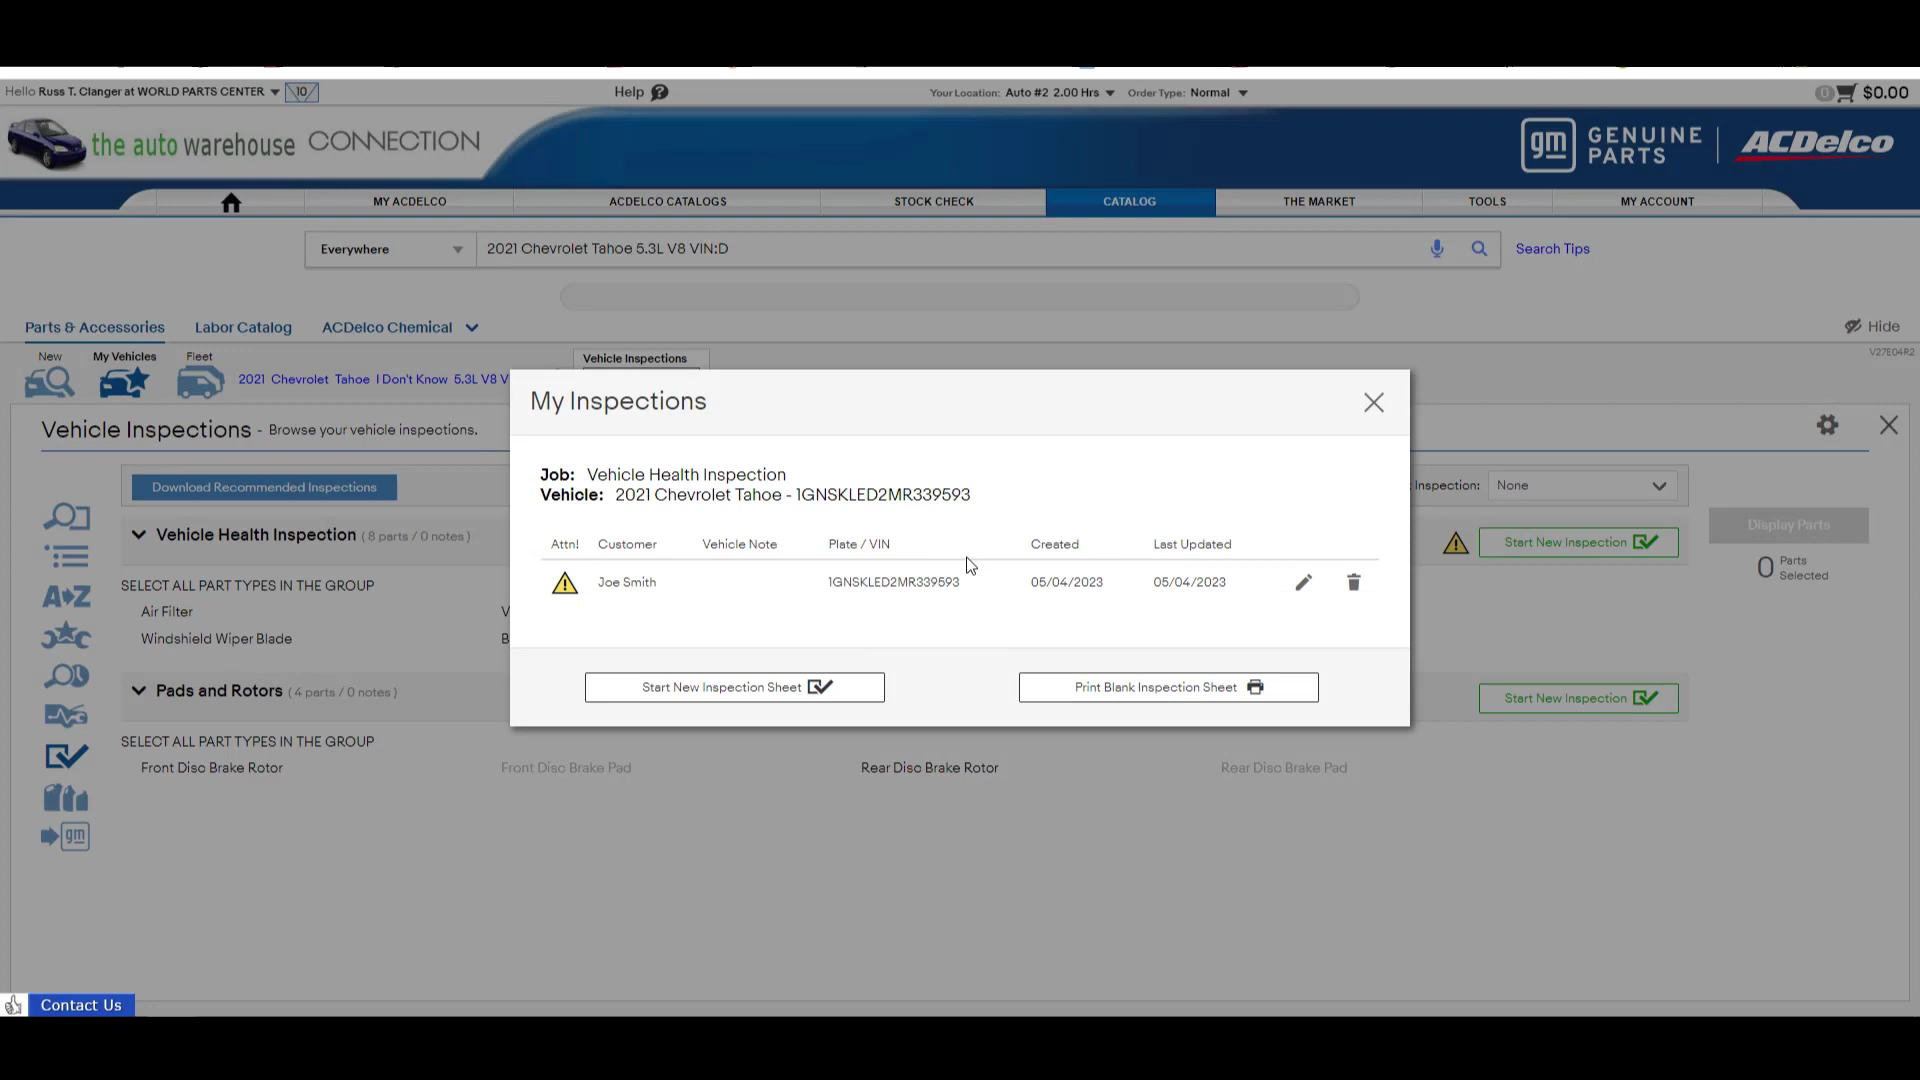 Hello Russ T. Clanger at WORLD PARTS CENTER 10 Help Your Location: Auto #2 2.00 Hrs Order Type: Normal 0 $0.00
the auto warehouse CONNECTION gm GENUINE PARTS ACDelco
MY ACDELCO ACDELCO CATALOGS STOCK CHECK CATALOG THE MARKET TOOLS MY ACCOUNT
Everywhere 2021 Chevrolet Tahoe 5.3L V8 VIN:D Search Tips
Parts & Accessories Labor Catalog ACDelco Chemical Hide
New My Vehicles Fleet Vehicle Inspections V27E04R2
2021 Chevrolet Tahoe I Don't Know 5.3L V8 V
Vehicle Inspections - Browse your vehicle inspections.
Download Recommended Inspections Inspection: None
Vehicle Health Inspection ( 8 parts / 0 notes ) Start New Inspection Display Parts
0 Parts Selected
SELECT ALL PART TYPES IN THE GROUP
Air Filter V
Windshield Wiper Blade B
A Z
Pads and Rotors ( 4 parts / 0 notes ) Start New Inspection
SELECT ALL PART TYPES IN THE GROUP
Front Disc Brake Rotor Front Disc Brake Pad Rear Disc Brake Rotor Rear Disc Brake Pad
gm
My Inspections
Job: Vehicle Health Inspection
Vehicle: 2021 Chevrolet Tahoe - 1GNSKLED2MR339593
Attn! Customer Vehicle Note Plate / VIN Created Last Updated
Joe Smith 1GNSKLED2MR339593 05/04/2023 05/04/2023
Start New Inspection Sheet Print Blank Inspection Sheet
Contact Us